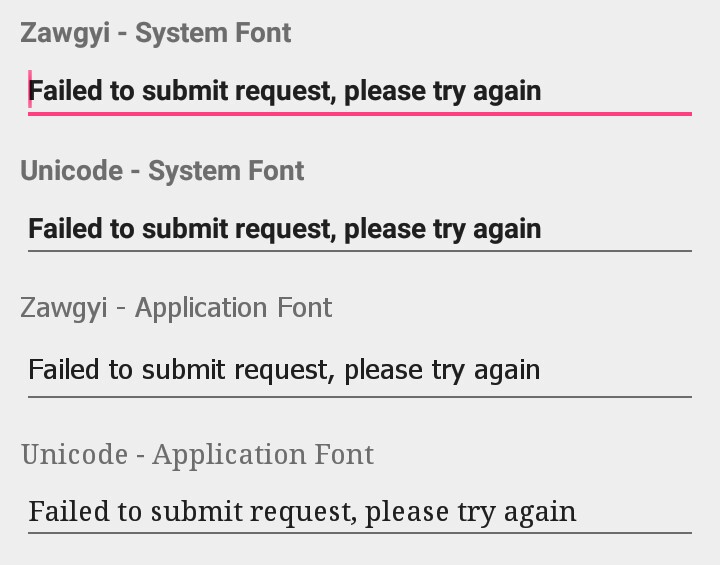 Zawgyi - System Font
Failed to submit request, please try again
Unicode - System Font
Failed to submit request, please try again
Zawgyi - Application Font
Failed to submit request, please try again
Unicode - Application Font
Failed to submit request, please try again